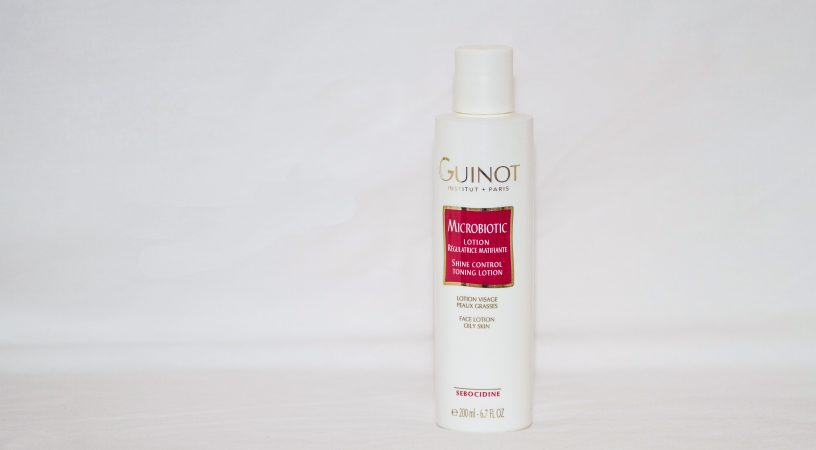 GUINOT
INSTITUT • PARIS
MICROBIOTIC
LOTION
RÉGULATRICE MATIFIANTE
SHINE CONTROL
TONING LOTION
LOTION VISAGE
PEAUX GRASSES
FACE LOTION
OILY SKIN
SEBOCIDINE
℮ 200 ml - 6.7 FL OZ